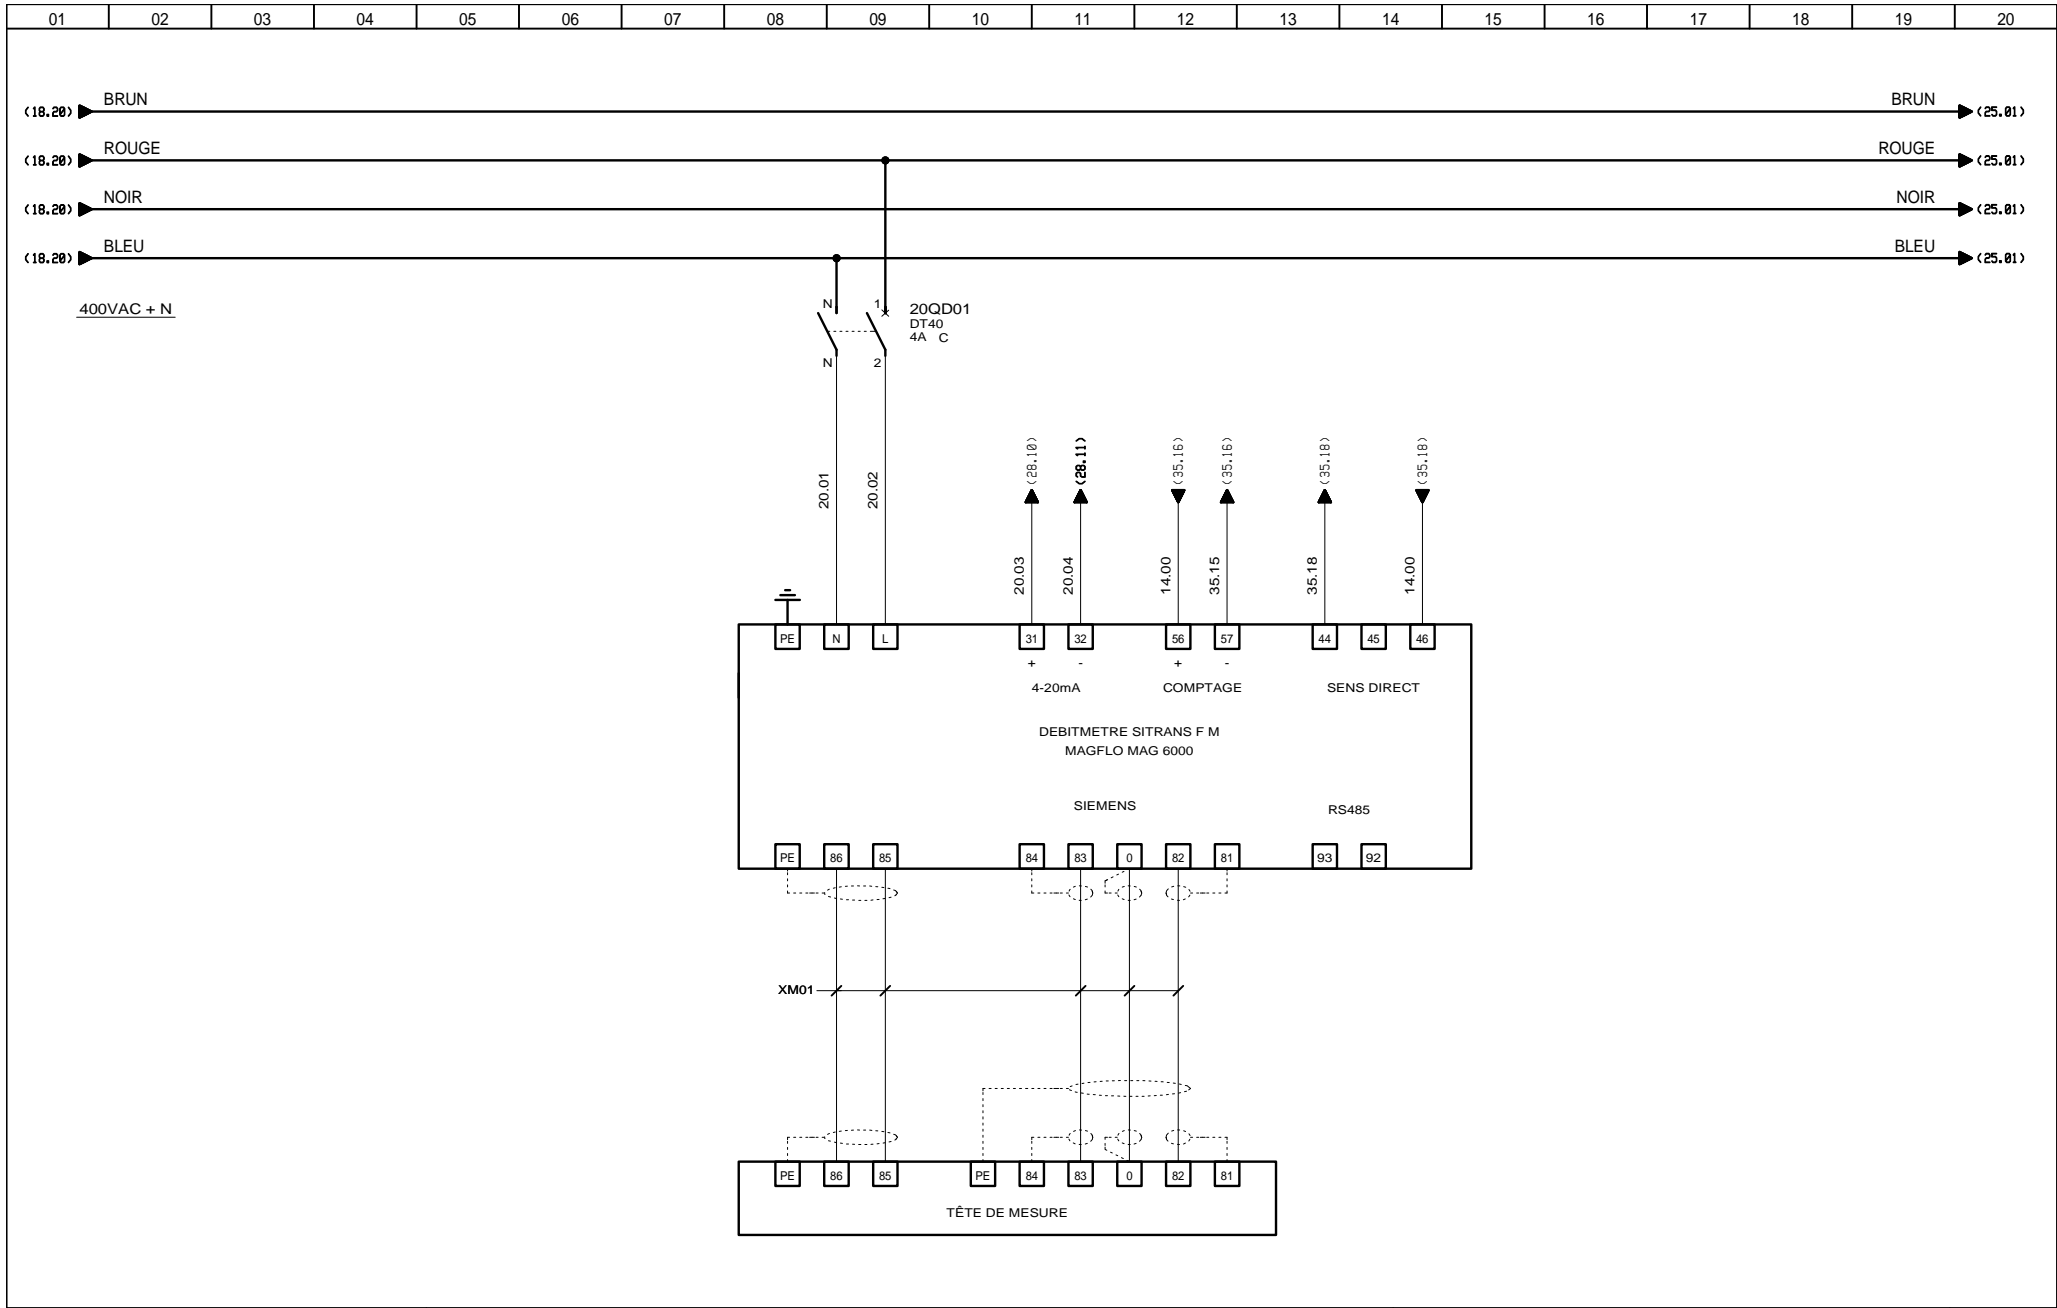 01 02 03 04 05 06 07 08 09 10 11 12 13 14 15 16 17 18 19 20
BRUN BRUN
(18.20) (25.01)
ROUGE ROUGE
(18.20) (25.01)
NOIR NOIR
(18.20) (25.01)
BLEU BLEU
(18.20) (25.01)
400VAC + N
N 1 20QD01
DT40
4A C
N 2
(28.10) (28.11) (35.16) (35.16) (35.18) (35.18)
20.01 20.02
20.03 20.04 14.00 35.15 35.18 14.00
PE N L 31 32 56 57 44 45 46
+ - + -
4-20mA COMPTAGE SENS DIRECT
DEBITMETRE SITRANS F M
MAGFLO MAG 6000
SIEMENS RS485
PE 86 85 84 83 0 82 81 93 92
XM01
PE 86 85 PE 84 83 0 82 81
TÊTE DE MESURE